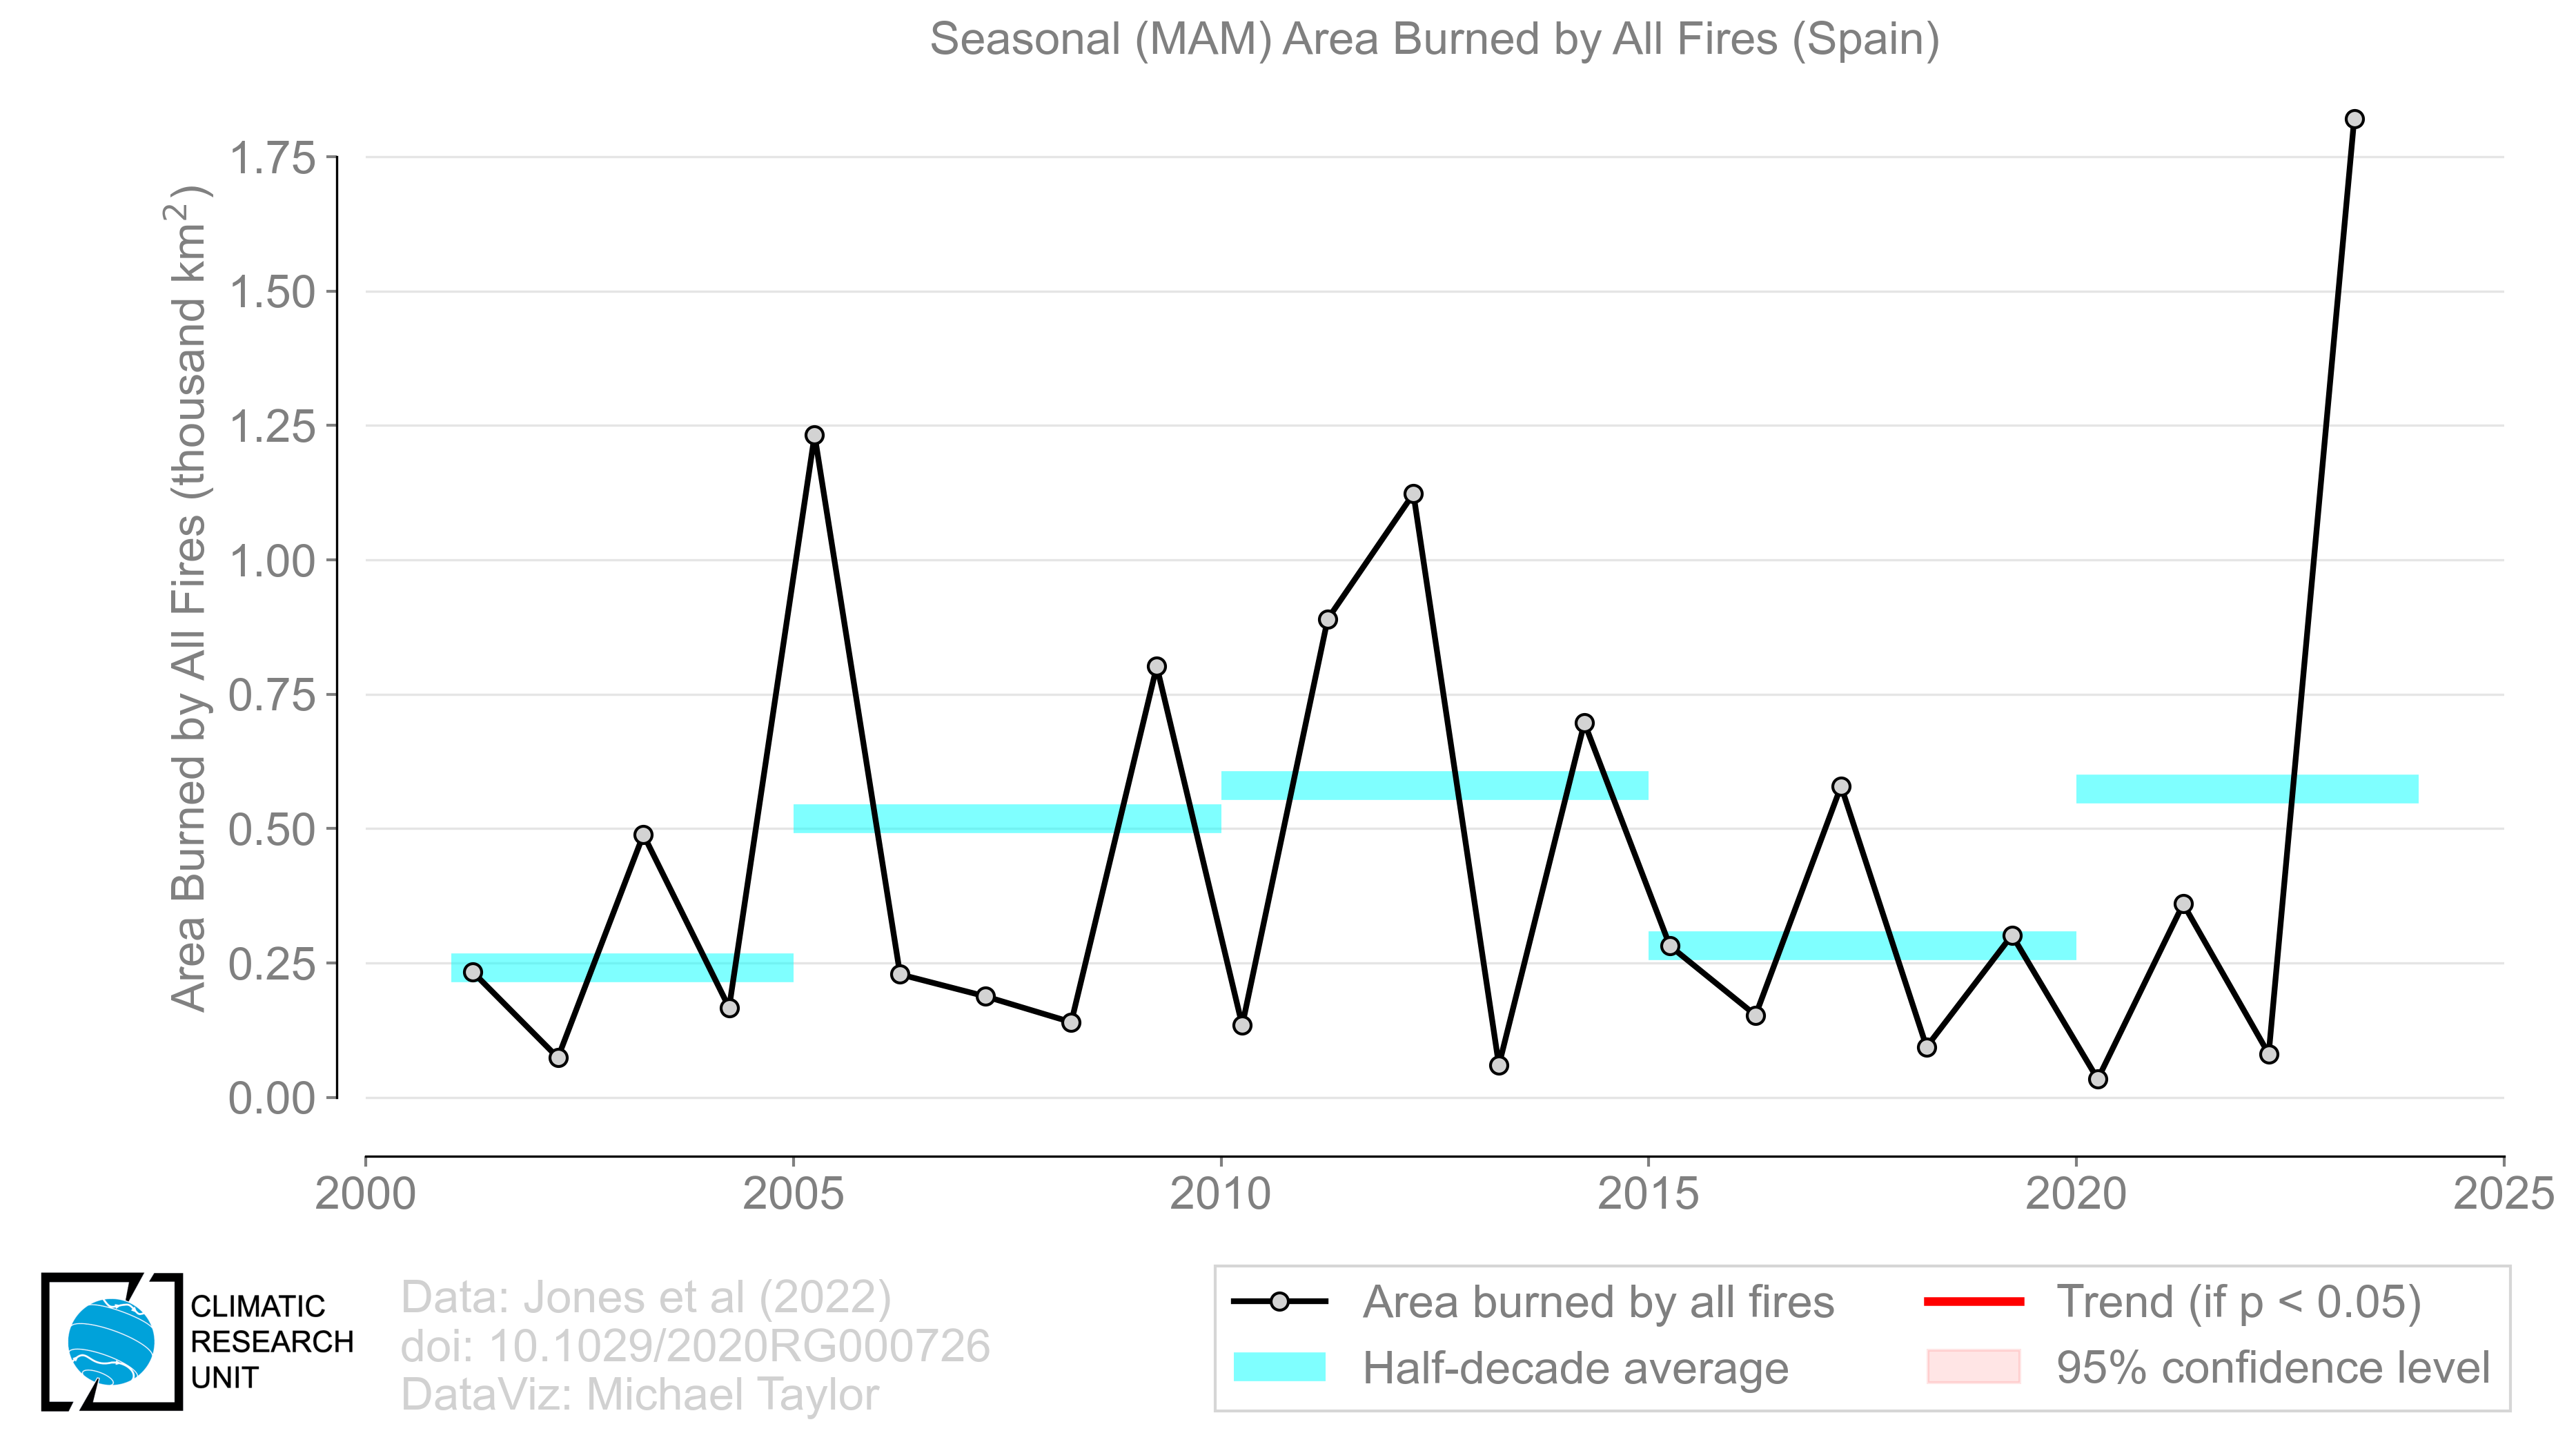 Seasonal (MAM) Area Burned by All Fires (Spain)
Area Burned by All Fires (thousand km²)
1.75
1.50
1.25
1.00
0.75
0.50
0.25
0.00
2000 2005 2010 2015 2020 2025
CLIMATIC
RESEARCH
UNIT
Data: Jones et al (2022)
doi: 10.1029/2020RG000726
DataViz: Michael Taylor
Area burned by all fires
Half-decade average
Trend (if p < 0.05)
95% confidence level